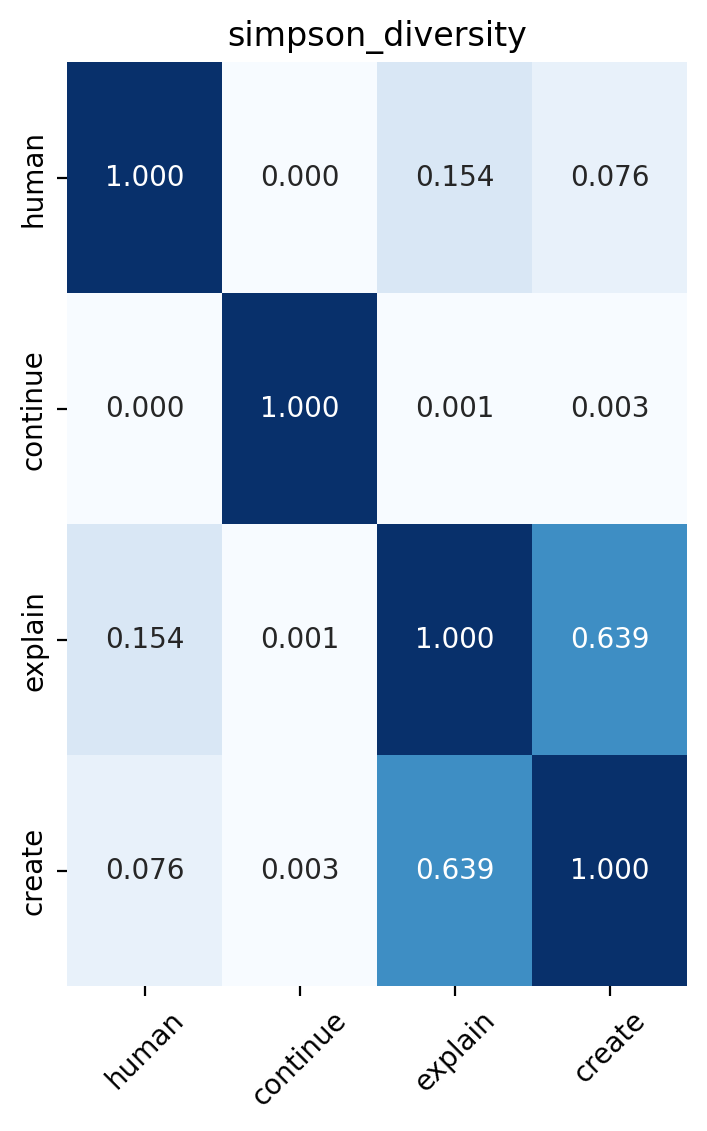 simpson_diversity
human
1.000 0.000 0.154 0.076
continue
0.000 1.000 0.001 0.003
explain
0.154 0.001 1.000 0.639
create
0.076 0.003 0.639 1.000
human continue explain create